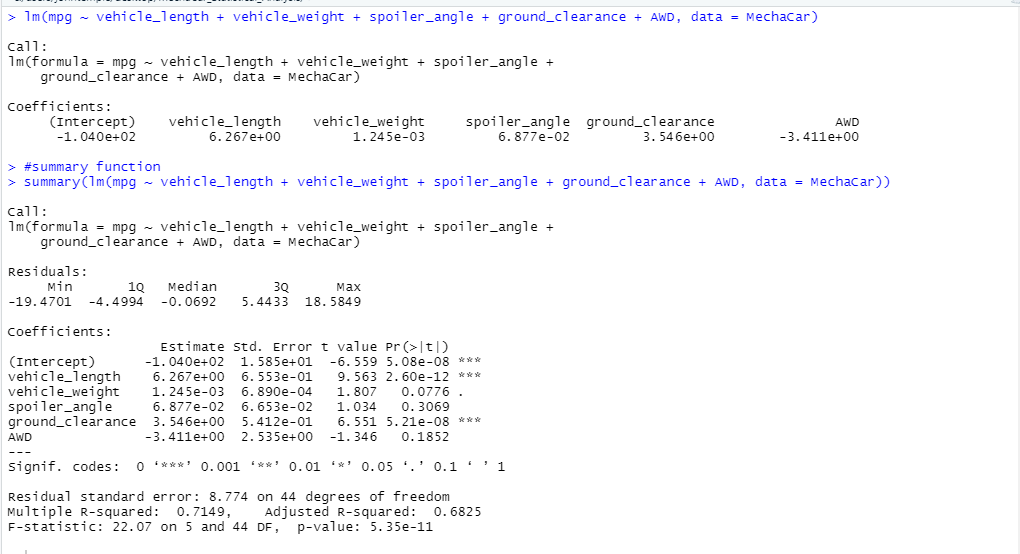 > lm(mpg ~ vehicle_length + vehicle_weight + spoiler_angle + ground_clearance + AWD, data = MechaCar)
Call:
lm(formula = mpg ~ vehicle_length + vehicle_weight + spoiler_angle +
    ground_clearance + AWD, data = MechaCar)
Coefficients:
     (Intercept)    vehicle_length    vehicle_weight     spoiler_angle  ground_clearance               AWD
      -1.040e+02         6.267e+00         1.245e-03         6.877e-02         3.546e+00        -3.411e+00
> #summary function
> summary(lm(mpg ~ vehicle_length + vehicle_weight + spoiler_angle + ground_clearance + AWD, data = MechaCar))
Call:
lm(formula = mpg ~ vehicle_length + vehicle_weight + spoiler_angle +
    ground_clearance + AWD, data = MechaCar)
Residuals:
     Min       1Q   Median       3Q      Max
-19.4701  -4.4994  -0.0692   5.4433  18.5849
Coefficients:
                   Estimate Std. Error t value Pr(>|t|)
(Intercept)      -1.040e+02  1.585e+01  -6.559 5.08e-08 ***
vehicle_length    6.267e+00  6.553e-01   9.563 2.60e-12 ***
vehicle_weight    1.245e-03  6.890e-04   1.807   0.0776 .
spoiler_angle     6.877e-02  6.653e-02   1.034   0.3069
ground_clearance  3.546e+00  5.412e-01   6.551 5.21e-08 ***
AWD              -3.411e+00  2.535e+00  -1.346   0.1852
---
Signif. codes:  0 ‘***’ 0.001 ‘**’ 0.01 ‘*’ 0.05 ‘.’ 0.1 ‘ ’ 1
Residual standard error: 8.774 on 44 degrees of freedom
Multiple R-squared:  0.7149,    Adjusted R-squared:  0.6825
F-statistic: 22.07 on 5 and 44 DF,  p-value: 5.35e-11